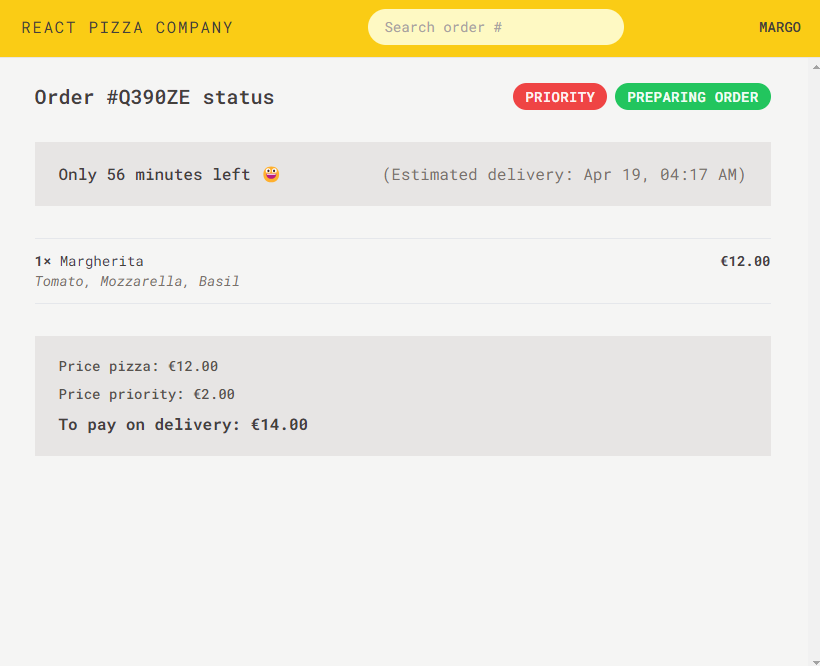 REACT PIZZA COMPANY
Search order #
MARGO
Order #Q390ZE status
PRIORITY
PREPARING ORDER
Only 56 minutes left 😀
(Estimated delivery: Apr 19, 04:17 AM)
1× Margherita
€12.00
Tomato, Mozzarella, Basil
Price pizza: €12.00
Price priority: €2.00
To pay on delivery: €14.00